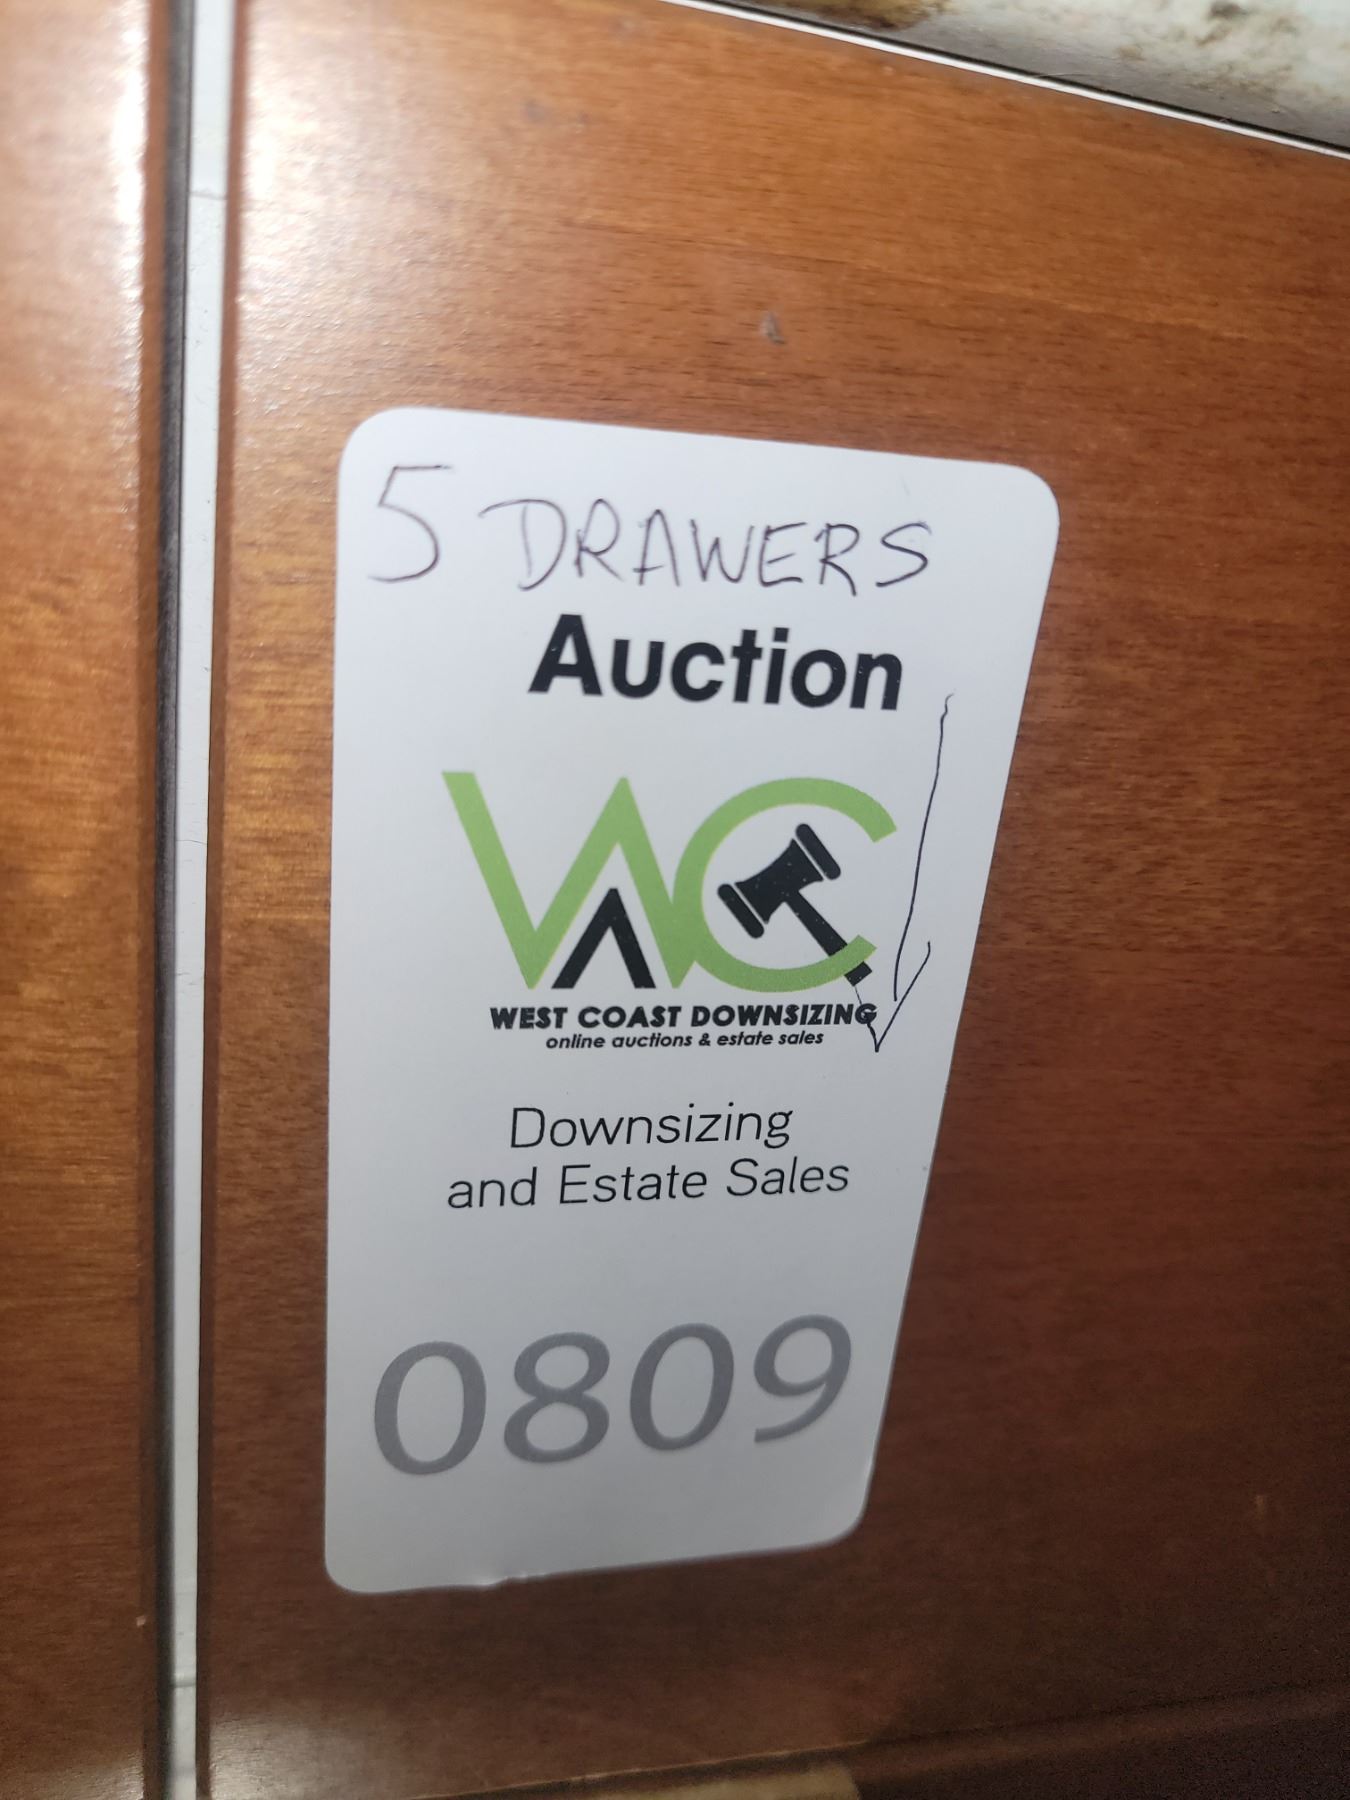 5 DRAWERS
Auction
WC
WEST COAST DOWNSIZING
online auctions & estate sales
Downsizing
and Estate Sales
0809